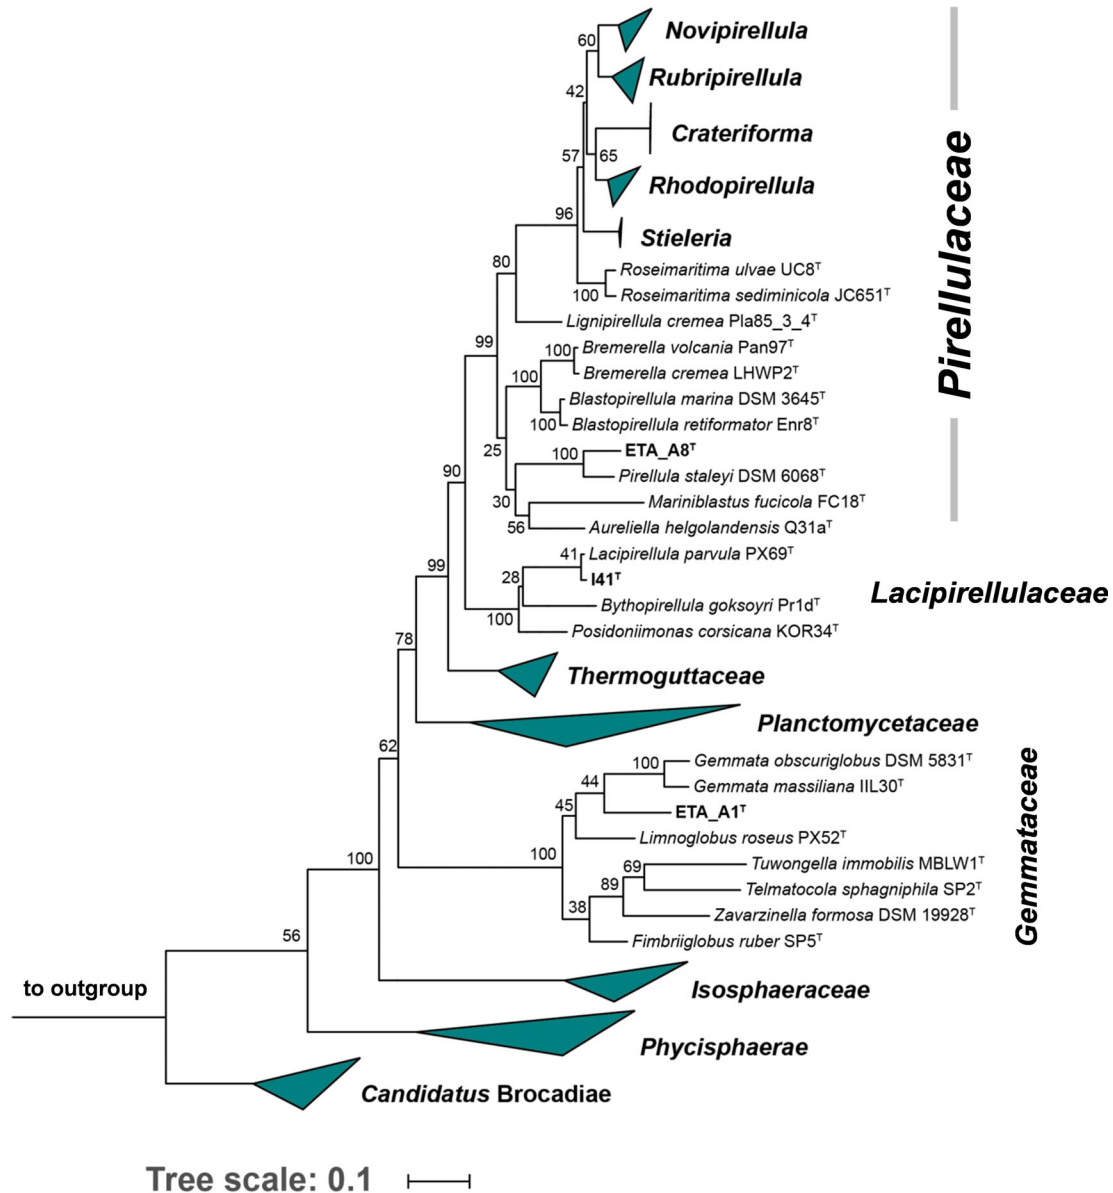 Novipirellula
60
Rubripirellula
42
Crateriforma
57
65
Rhodopirellula
96
Stieleria
80
Roseimaritima ulvae UC8ᵀ
100
Roseimaritima sediminicola JC651ᵀ
Lignipirellula cremea Pla85_3_4ᵀ
99
100
Bremerella volcania Pan97ᵀ
Bremerella cremea LHWP2ᵀ
100
Blastopirellula marina DSM 3645ᵀ
100
Blastopirellula retiformator Enr8ᵀ
25
ETA_A8ᵀ
100
Pirellula staleyi DSM 6068ᵀ
90
30
Mariniblastus fucicola FC18ᵀ
56
Aureliella helgolandensis Q31aᵀ
Pirellulaceae
41
Lacipirellula parvula PX69ᵀ
99
28
I41ᵀ
Bythopirellula goksoyri Pr1dᵀ
100
Posidoniimonas corsicana KOR34ᵀ
Lacipirellulaceae
78
Thermoguttaceae
Planctomycetaceae
62
100
Gemmata obscuriglobus DSM 5831ᵀ
44
Gemmata massiliana IIL30ᵀ
45
ETA_A1ᵀ
Limnoglobus roseus PX52ᵀ
100
100
69
Tuwongella immobilis MBLW1ᵀ
89
Telmatocola sphagniphila SP2ᵀ
38
Zavarzinella formosa DSM 19928ᵀ
Fimbriiglobus ruber SP5ᵀ
Gemmataceae
56
to outgroup
Isosphaeraceae
Phycisphaerae
Candidatus Brocadiae
Tree scale: 0.1